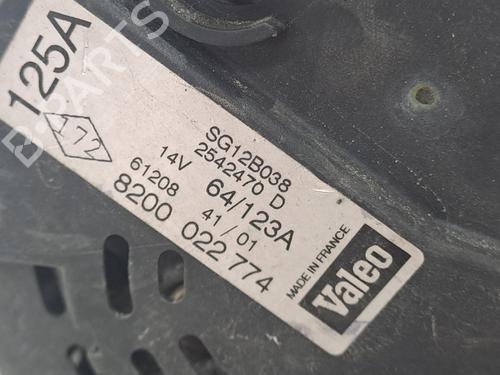 125A
172
SG12B038
2542470 D
14V 64/123A
61208 41/01
8200 022 774
MADE IN FRANCE
Valeo
B-PARTS